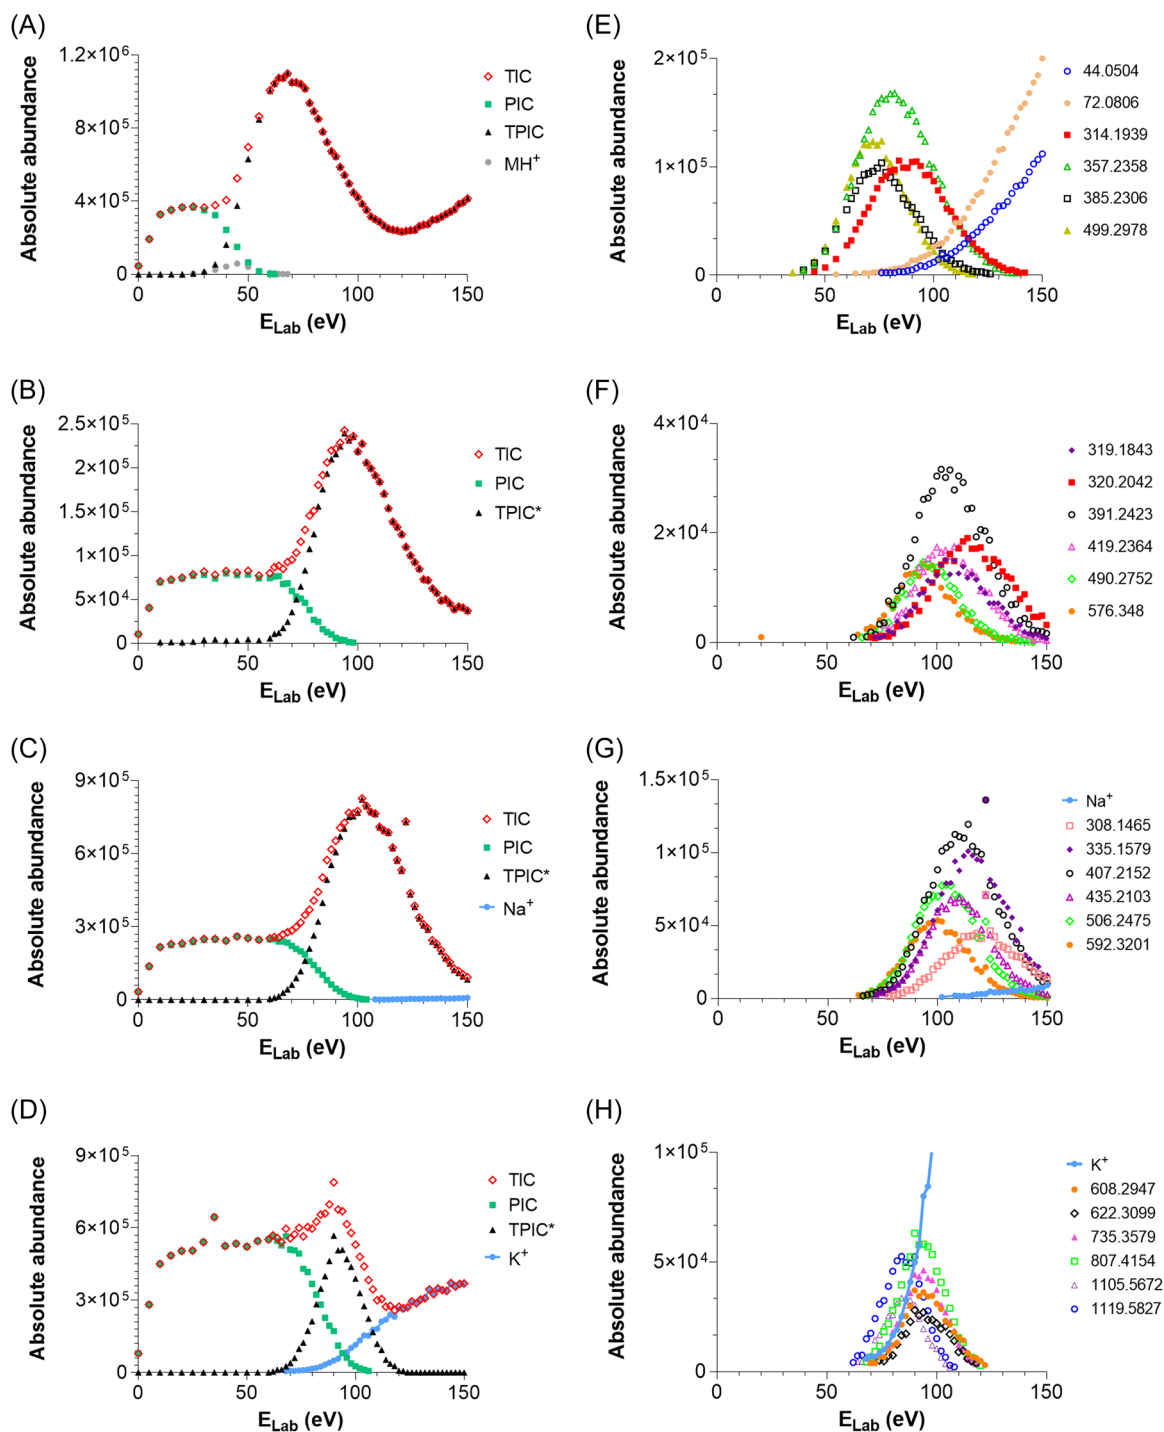 (A)
Absolute abundance
1.2×10⁶
8×10⁵
4×10⁵
0
0 50 100 150
E_Lab (eV)
TIC
PIC
TPIC
MH⁺
(E)
Absolute abundance
2×10⁵
1×10⁵
0
0 50 100 150
E_Lab (eV)
44.0504
72.0806
314.1939
357.2358
385.2306
499.2978
(B)
Absolute abundance
2.5×10⁵
2×10⁵
1.5×10⁵
1×10⁵
5×10⁴
0
0 50 100 150
E_Lab (eV)
TIC
PIC
TPIC*
(F)
Absolute abundance
4×10⁴
2×10⁴
0
0 50 100 150
E_Lab (eV)
319.1843
320.2042
391.2423
419.2364
490.2752
576.348
(C)
Absolute abundance
9×10⁵
6×10⁵
3×10⁵
0
0 50 100 150
E_Lab (eV)
TIC
PIC
TPIC*
Na⁺
(G)
Absolute abundance
1.5×10⁵
1×10⁵
5×10⁴
0
0 50 100 150
E_Lab (eV)
Na⁺
308.1465
335.1579
407.2152
435.2103
506.2475
592.3201
(D)
Absolute abundance
9×10⁵
6×10⁵
3×10⁵
0
0 50 100 150
E_Lab (eV)
TIC
PIC
TPIC*
K⁺
(H)
Absolute abundance
1×10⁵
5×10⁴
0
0 50 100 150
E_Lab (eV)
K⁺
608.2947
622.3099
735.3579
807.4154
1105.5672
1119.5827